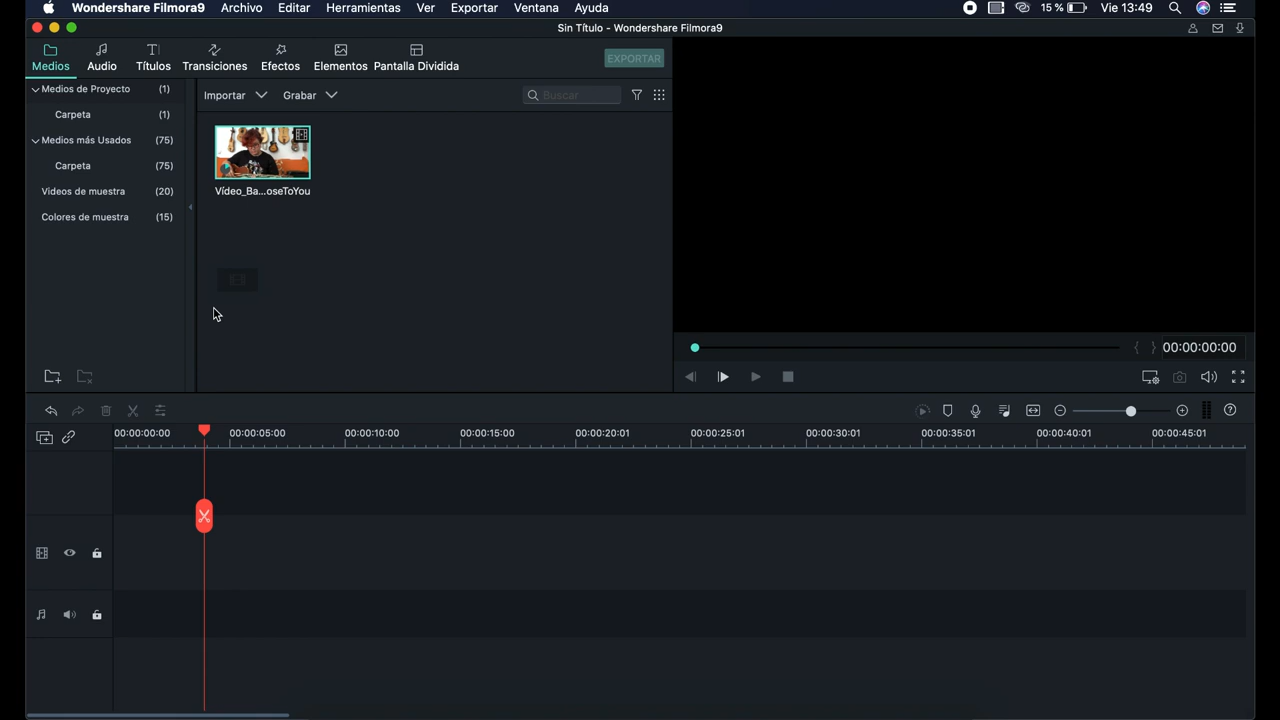 Wondershare Filmora9 Archivo Editar Herramientas Ver Exportar Ventana Ayuda 15 % Vie 13:49
Sin Título - Wondershare Filmora9
Medios Audio Títulos Transiciones Efectos Elementos Pantalla Dividida EXPORTAR
Medios de Proyecto (1)
Carpeta (1)
Medios más Usados (75)
Carpeta (75)
Videos de muestra (20)
Colores de muestra (15)
Importar Grabar Buscar
Vídeo_Ba...oseToYou
00:00:00:00
00:00:00:00 00:00:05:00 00:00:10:00 00:00:15:00 00:00:20:01 00:00:25:01 00:00:30:01 00:00:35:01 00:00:40:01 00:00:45:01